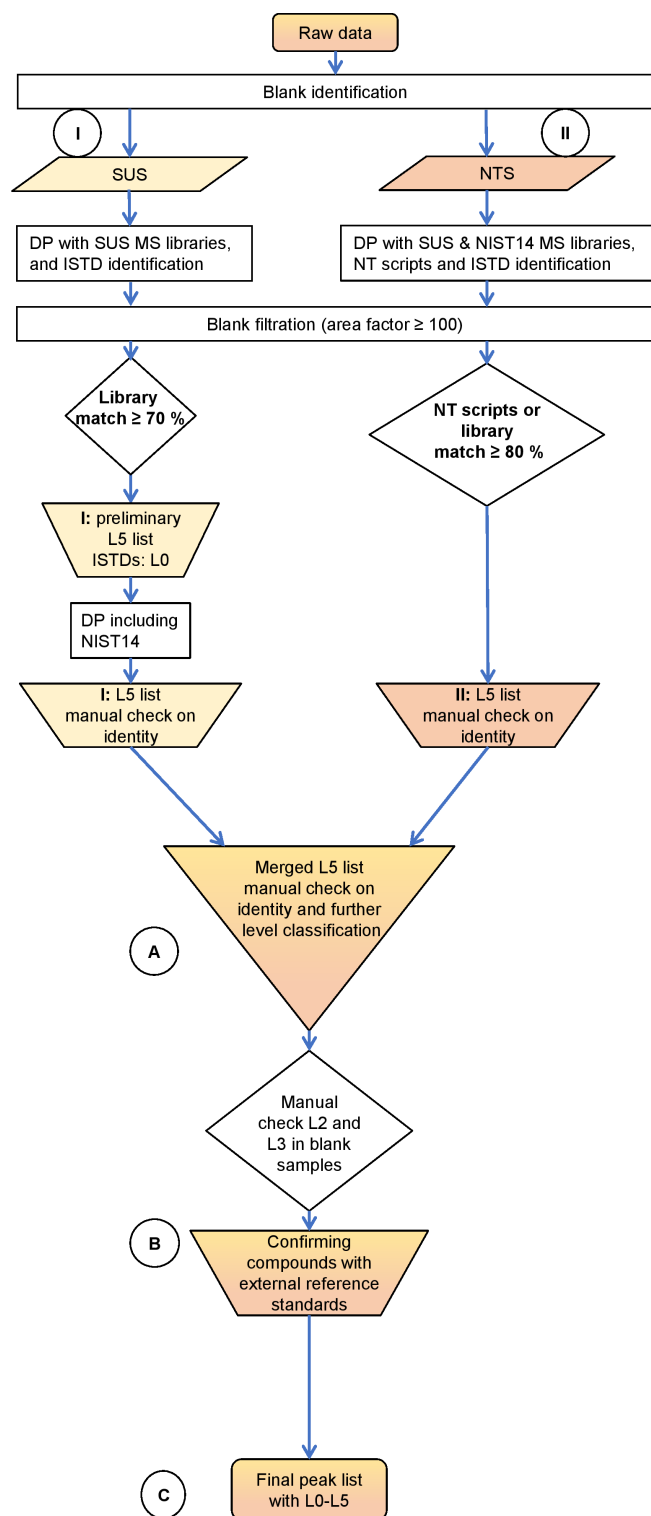 Raw data
Blank identification
I
II
SUS
NTS
DP with SUS MS libraries,
and ISTD identification
DP with SUS & NIST14 MS libraries,
NT scripts and ISTD identification
Blank filtration (area factor ≥ 100)
Library
match ≥ 70 %
NT scripts or
library
match ≥ 80 %
I: preliminary
L5 list
ISTDs: L0
DP including
NIST14
I: L5 list
manual check on
identity
II: L5 list
manual check on
identity
Merged L5 list
manual check on
identity and further
level classification
A
Manual
check L2 and
L3 in blank
samples
B
Confirming
compounds with
external reference
standards
C
Final peak list
with L0-L5